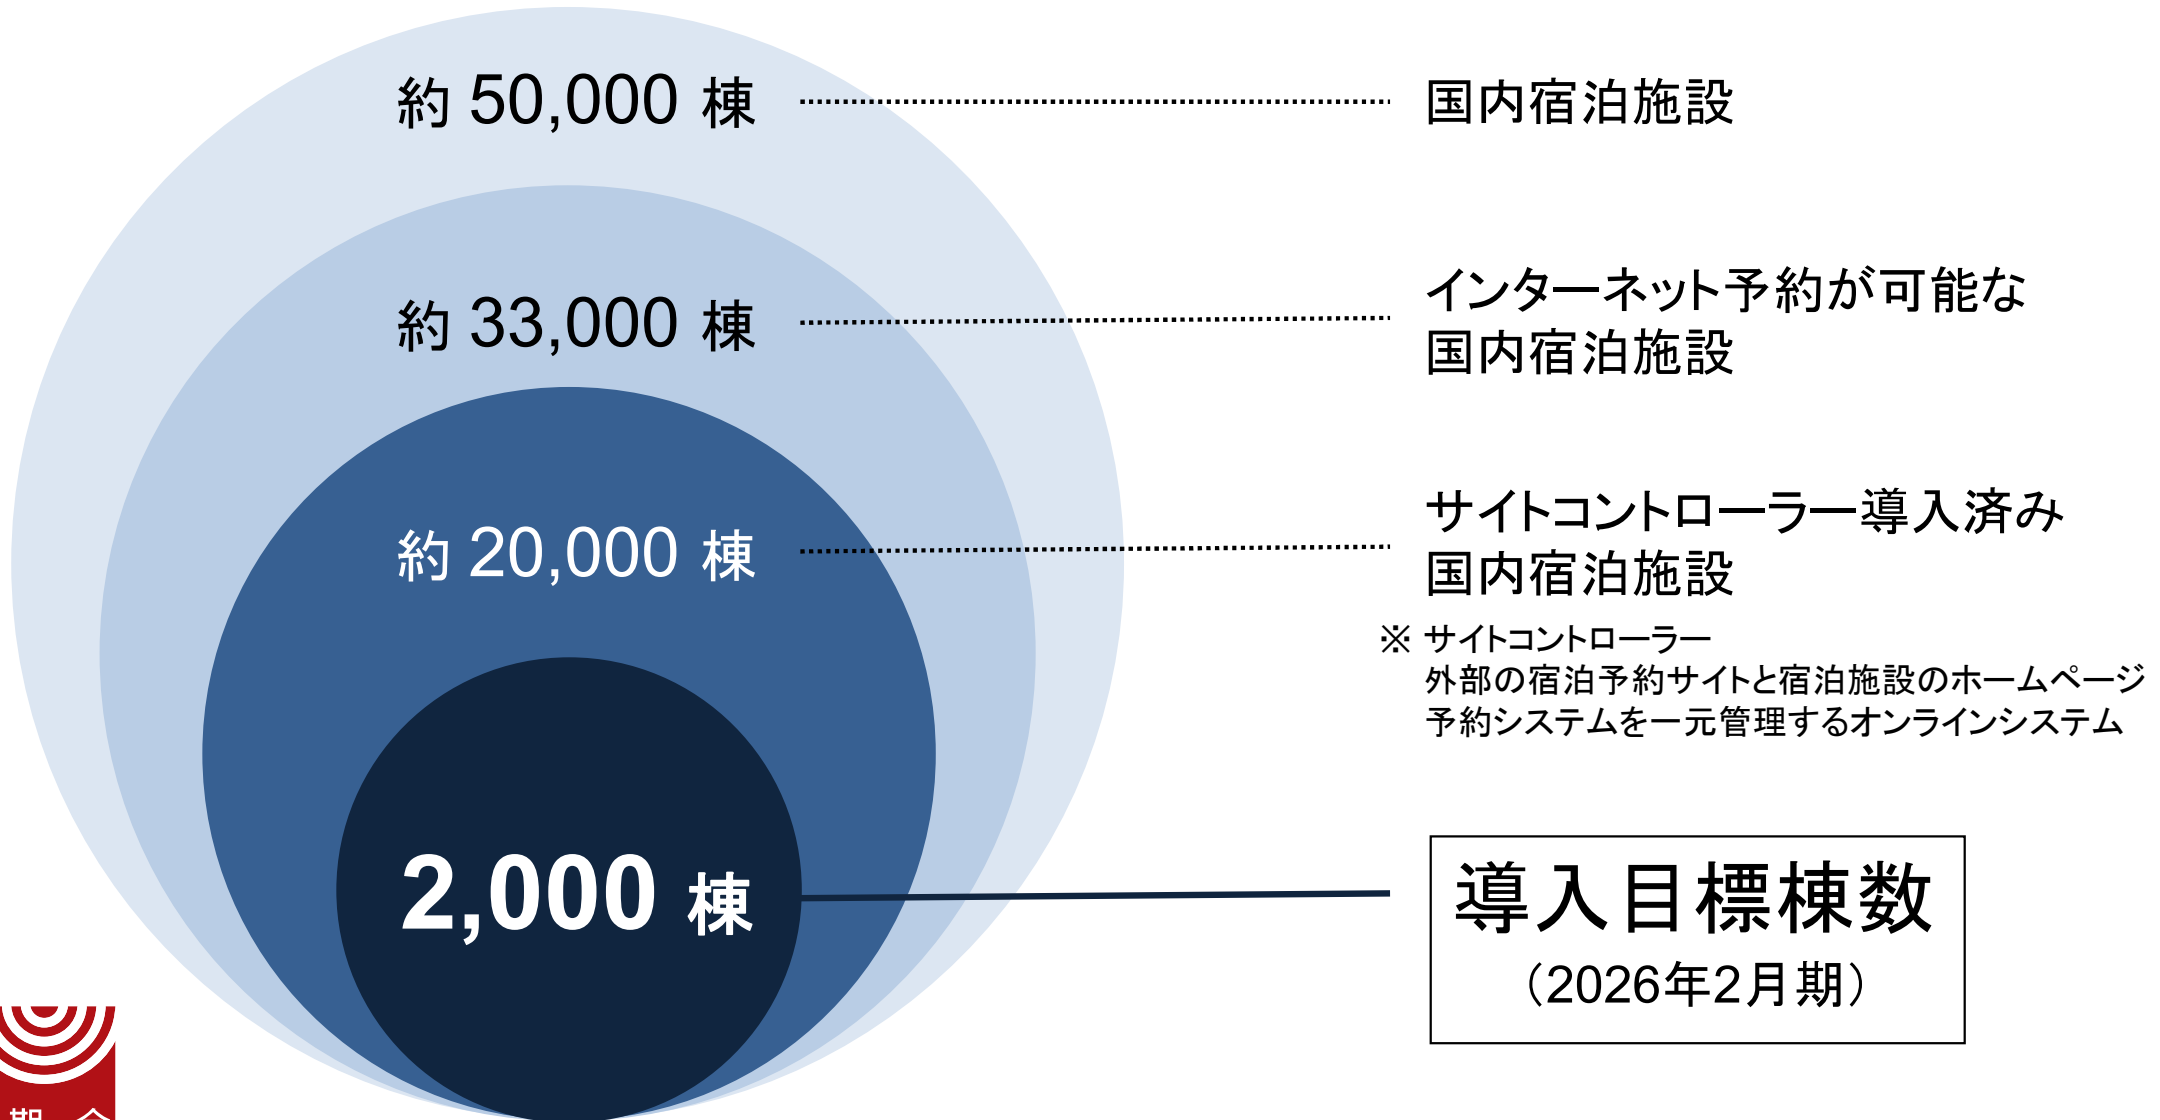 約 50,000 棟
国内宿泊施設
約 33,000 棟
インターネット予約が可能な
国内宿泊施設
約 20,000 棟
サイトコントローラー導入済み
国内宿泊施設
※ サイトコントローラー
外部の宿泊予約サイトと宿泊施設のホームページ
予約システムを一元管理するオンラインシステム
2,000 棟
導入目標棟数
（2026年2月期）